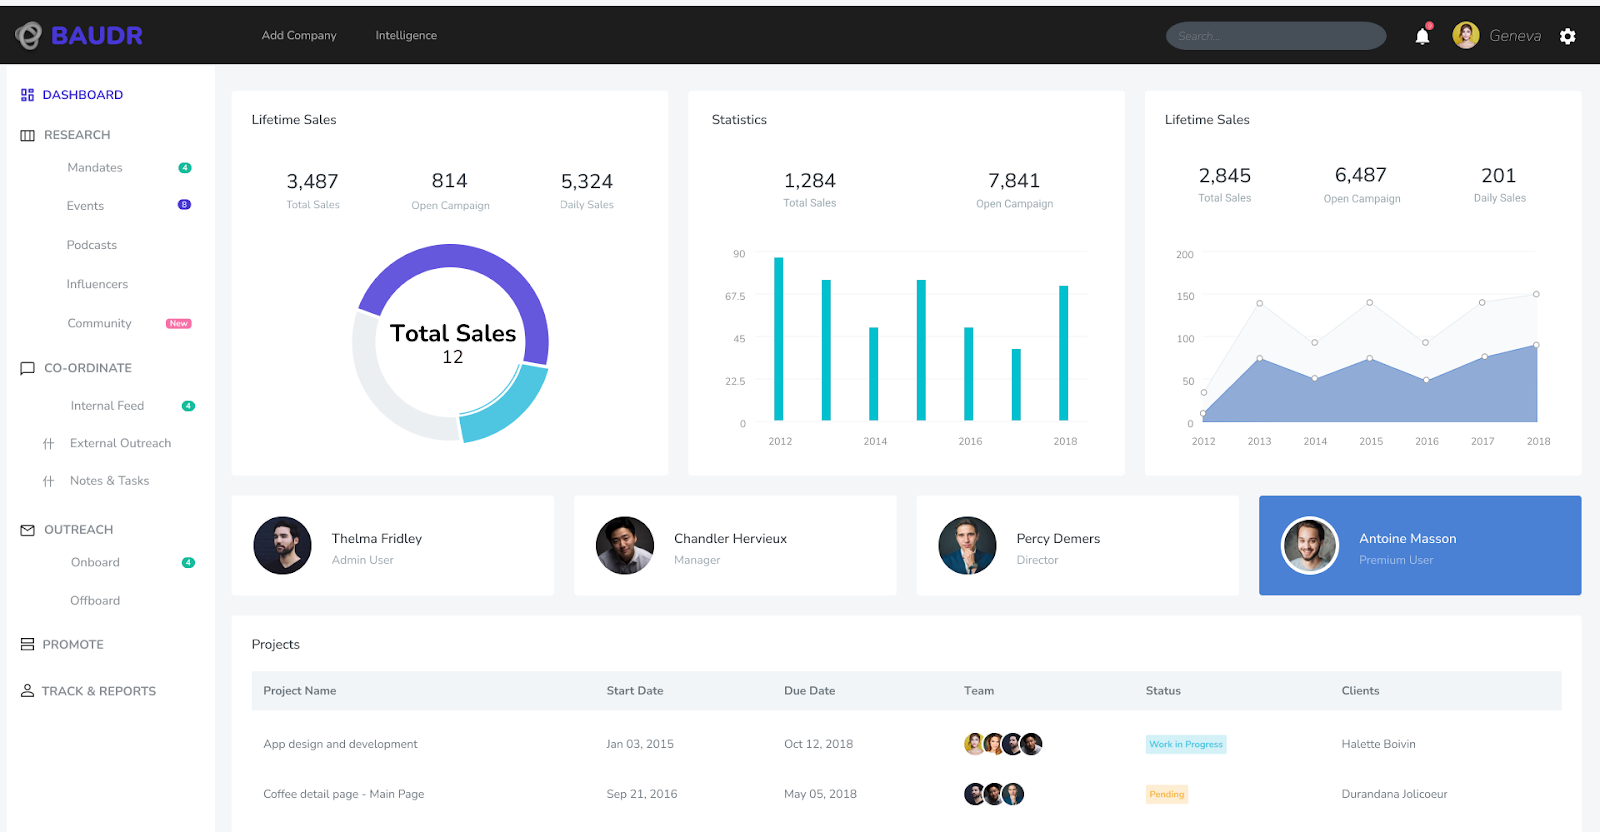 BAUDR
Add Company
Intelligence
Search...
Geneva
DASHBOARD
RESEARCH
Mandates 4
Events 8
Podcasts
Influencers
Community New
CO-ORDINATE
Internal Feed 4
External Outreach
Notes & Tasks
OUTREACH
Onboard 4
Offboard
PROMOTE
TRACK & REPORTS
Lifetime Sales
3,487 814 5,324
Total Sales Open Campaign Daily Sales
Total Sales
12
Statistics
1,284 7,841
Total Sales Open Campaign
90
67.5
45
22.5
0
2012 2014 2016 2018
Lifetime Sales
2,845 6,487 201
Total Sales Open Campaign Daily Sales
200
150
100
50
0
2012 2013 2014 2015 2016 2017 2018
Thelma Fridley
Admin User
Chandler Hervieux
Manager
Percy Demers
Director
Antoine Masson
Premium User
Projects
Project Name Start Date Due Date Team Status Clients
App design and development Jan 03, 2015 Oct 12, 2018 Work in Progress Halette Boivin
Coffee detail page - Main Page Sep 21, 2016 May 05, 2018 Pending Durandana Jolicoeur